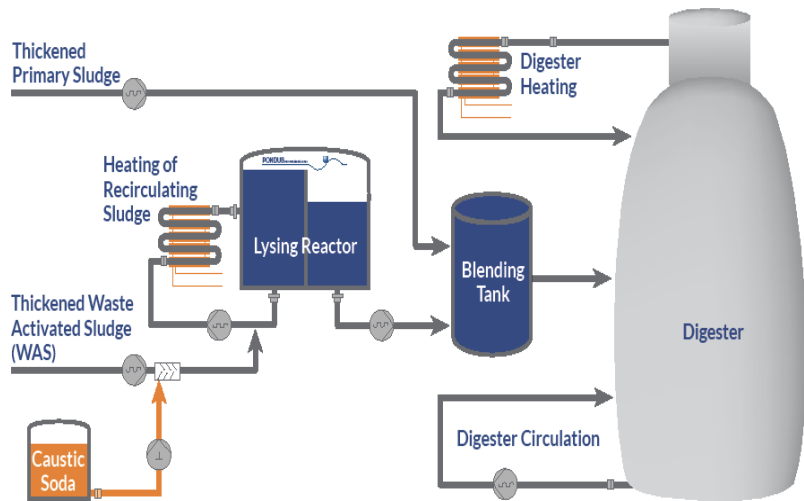 Thickened
Primary Sludge
Digester
Heating
Heating of
Recirculating
Sludge
PONDUS
Lysing Reactor
Blending
Tank
Thickened Waste
Activated Sludge
(WAS)
Digester
Digester Circulation
Caustic
Soda